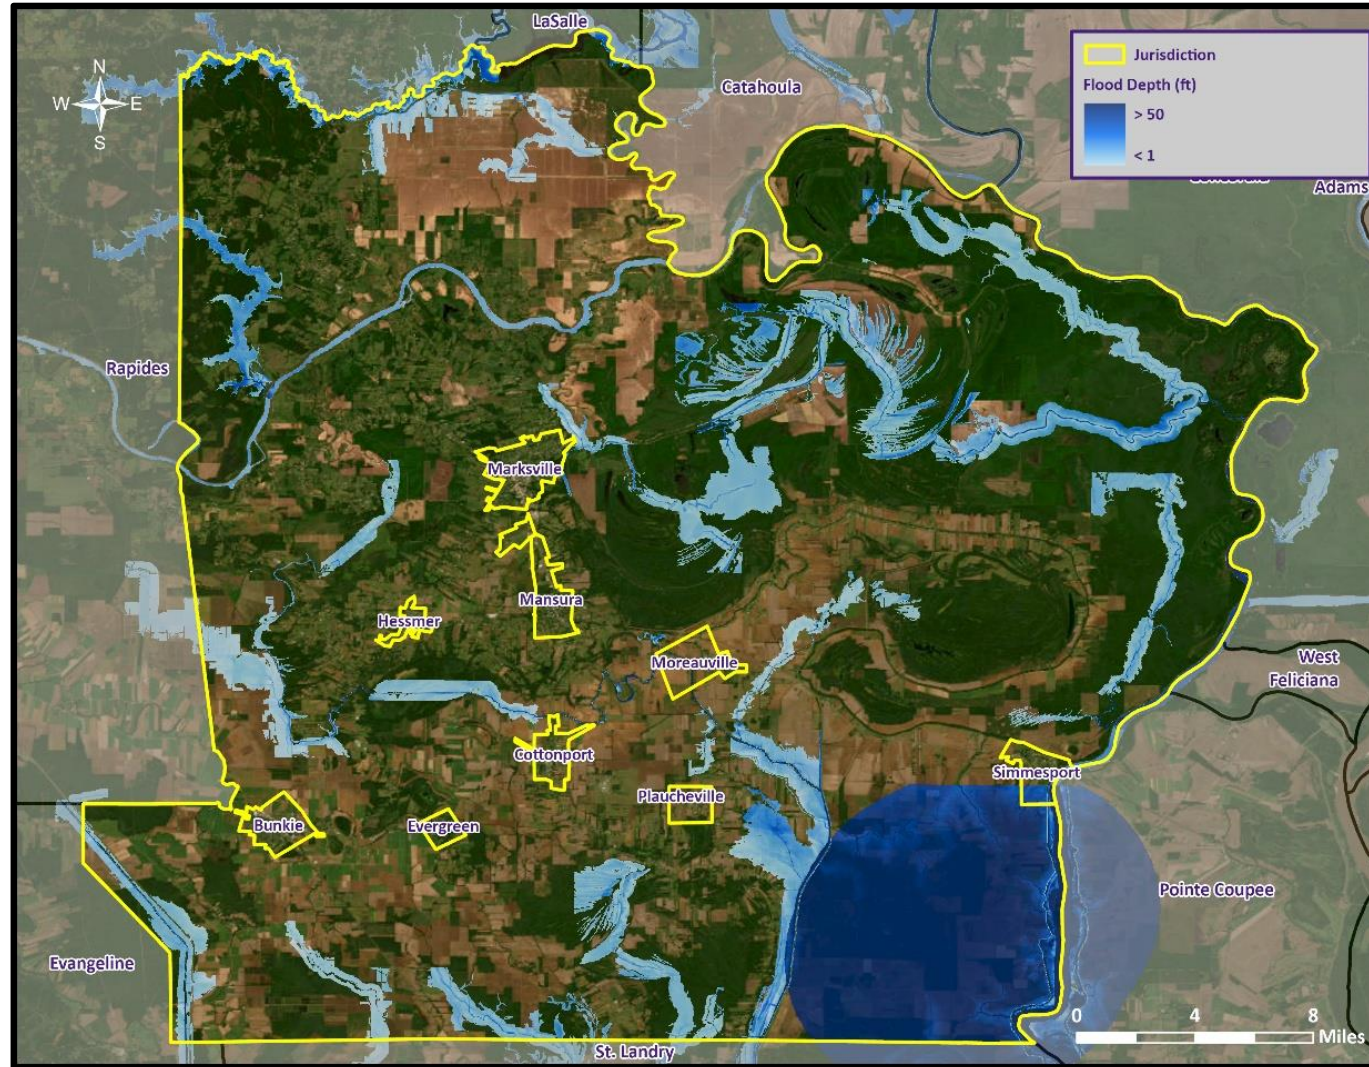 LaSalle
Jurisdiction
Flood Depth (ft)
> 50
< 1
N
W
E
S
Catahoula
Adams
Rapides
Marksville
Mansura
Hessmer
Moreauville
West
Feliciana
Cottonport
Simmesport
Plaucheville
Bunkie
Evergreen
Pointe Coupee
Evangeline
St. Landry
0
4
8
Miles